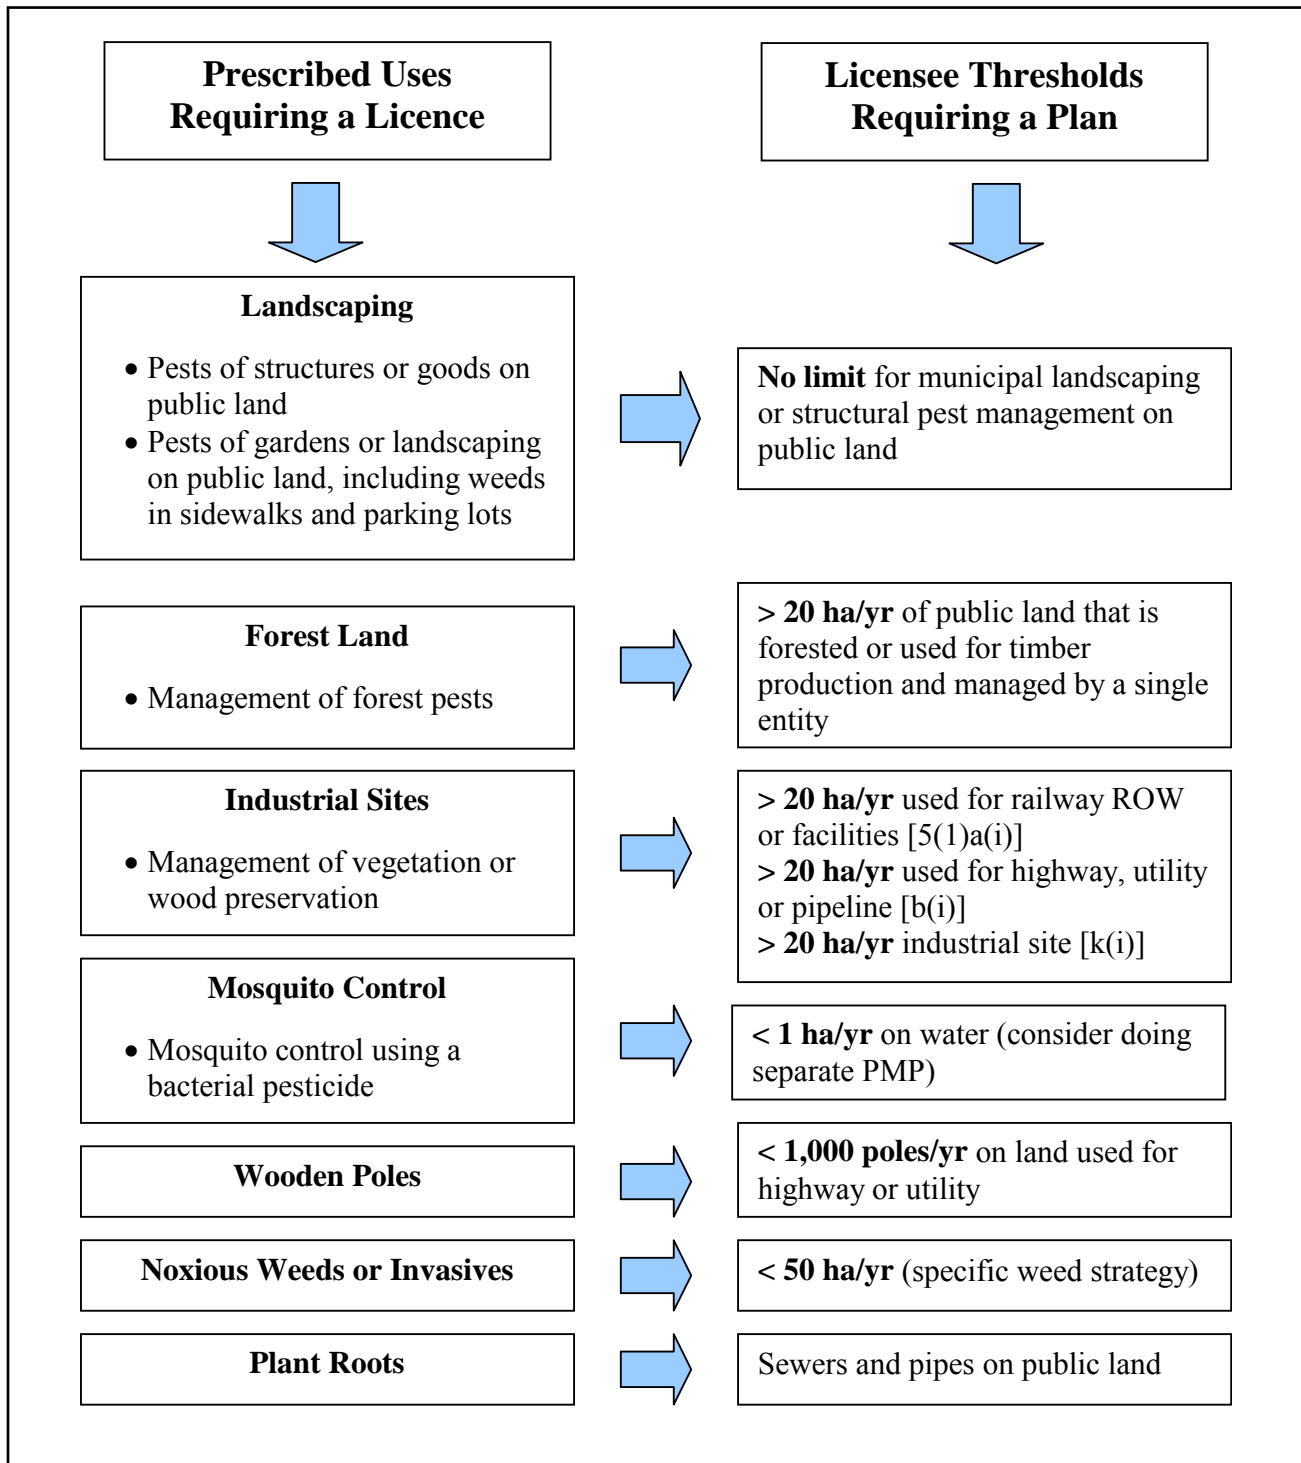 Prescribed Uses
Requiring a Licence
Licensee Thresholds
Requiring a Plan
Landscaping
• Pests of structures or goods on
public land
• Pests of gardens or landscaping
on public land, including weeds
in sidewalks and parking lots
No limit for municipal landscaping
or structural pest management on
public land
Forest Land
• Management of forest pests
> 20 ha/yr of public land that is
forested or used for timber
production and managed by a single
entity
Industrial Sites
• Management of vegetation or
wood preservation
> 20 ha/yr used for railway ROW
or facilities [5(1)a(i)]
> 20 ha/yr used for highway, utility
or pipeline [b(i)]
> 20 ha/yr industrial site [k(i)]
Mosquito Control
• Mosquito control using a
bacterial pesticide
< 1 ha/yr on water (consider doing
separate PMP)
Wooden Poles
< 1,000 poles/yr on land used for
highway or utility
Noxious Weeds or Invasives
< 50 ha/yr (specific weed strategy)
Plant Roots
Sewers and pipes on public land